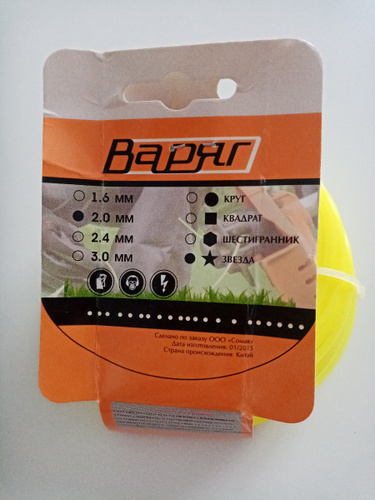 Варяг
1.6 мм
2.0 мм
2.4 мм
3.0 мм
КРУГ
КВАДРАТ
ШЕСТИГРАННИК
ЗВЕЗДА
Сделано по заказу ООО
Дата изготовления: 01/2015
Страна происхождения: Китай